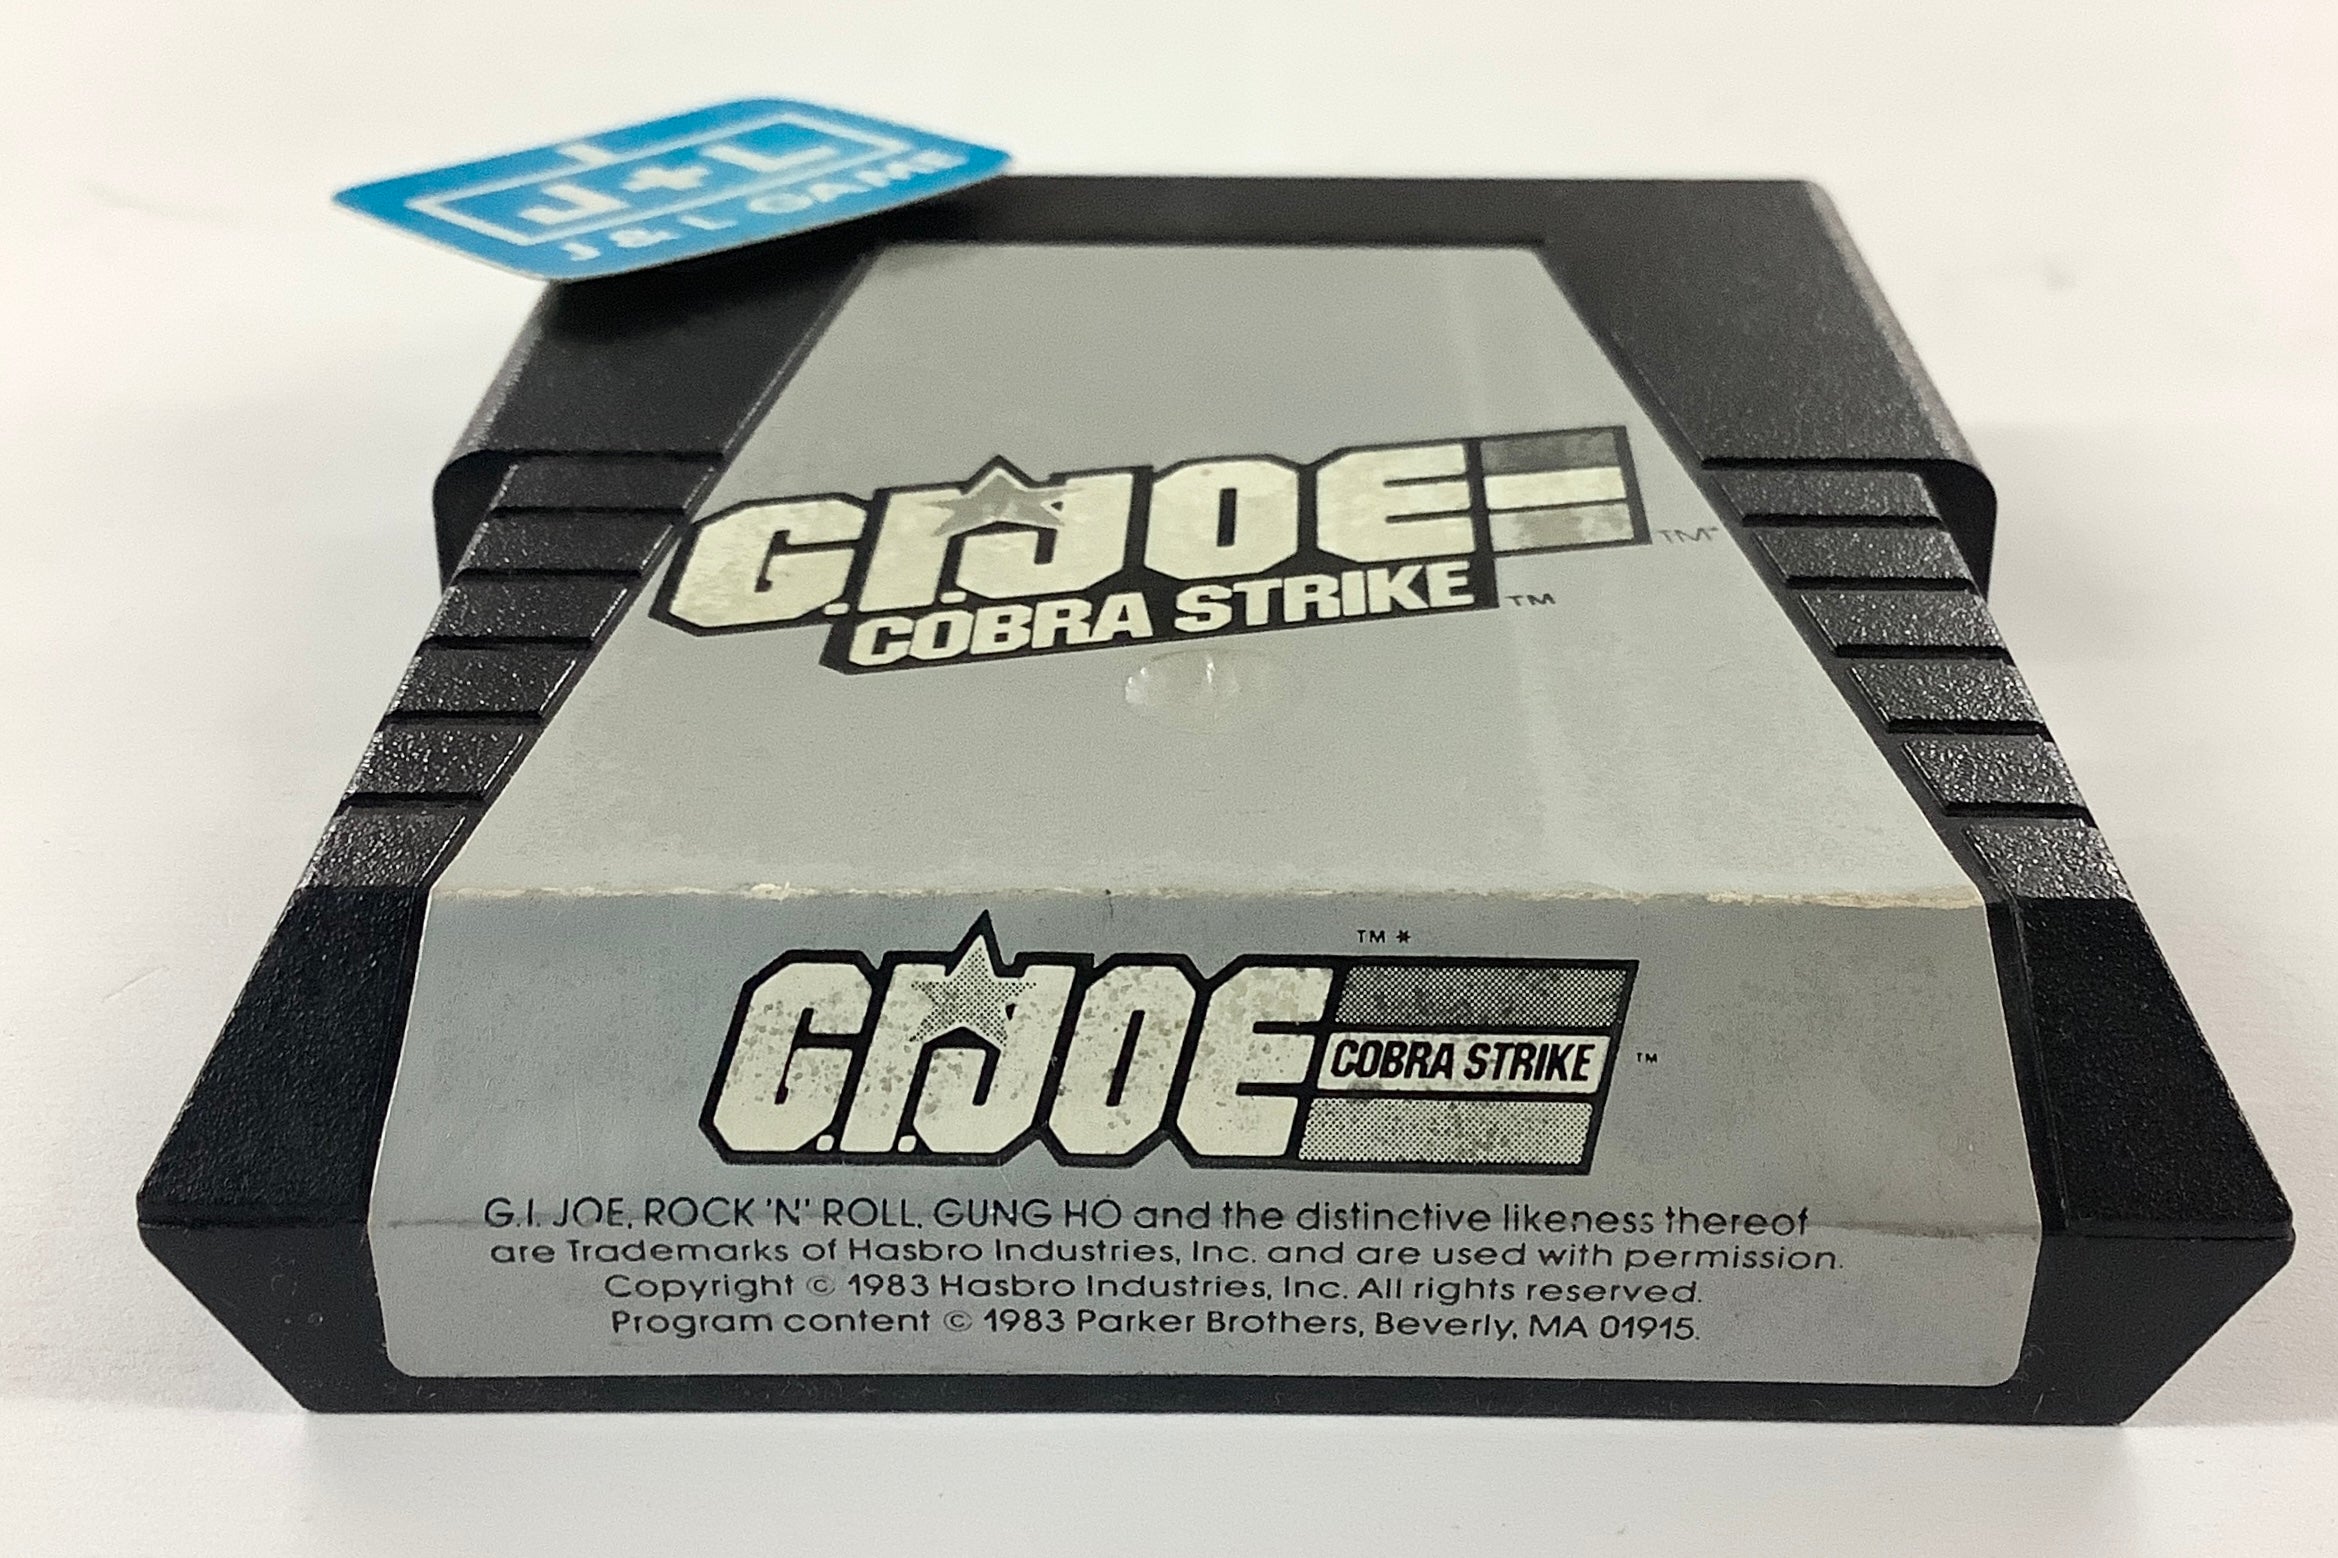 J+L
J & L GAME
G.I. JOE
TM*
COBRA STRIKE TM
TM *
G.I. JOE
COBRA STRIKE TM
G.I. JOE, ROCK 'N' ROLL, GUNG HO and the distinctive likeness thereof
are Trademarks of Hasbro Industries, Inc. and are used with permission.
Copyright © 1983 Hasbro Industries, Inc. All rights reserved.
Program content © 1983 Parker Brothers, Beverly, MA 01915.